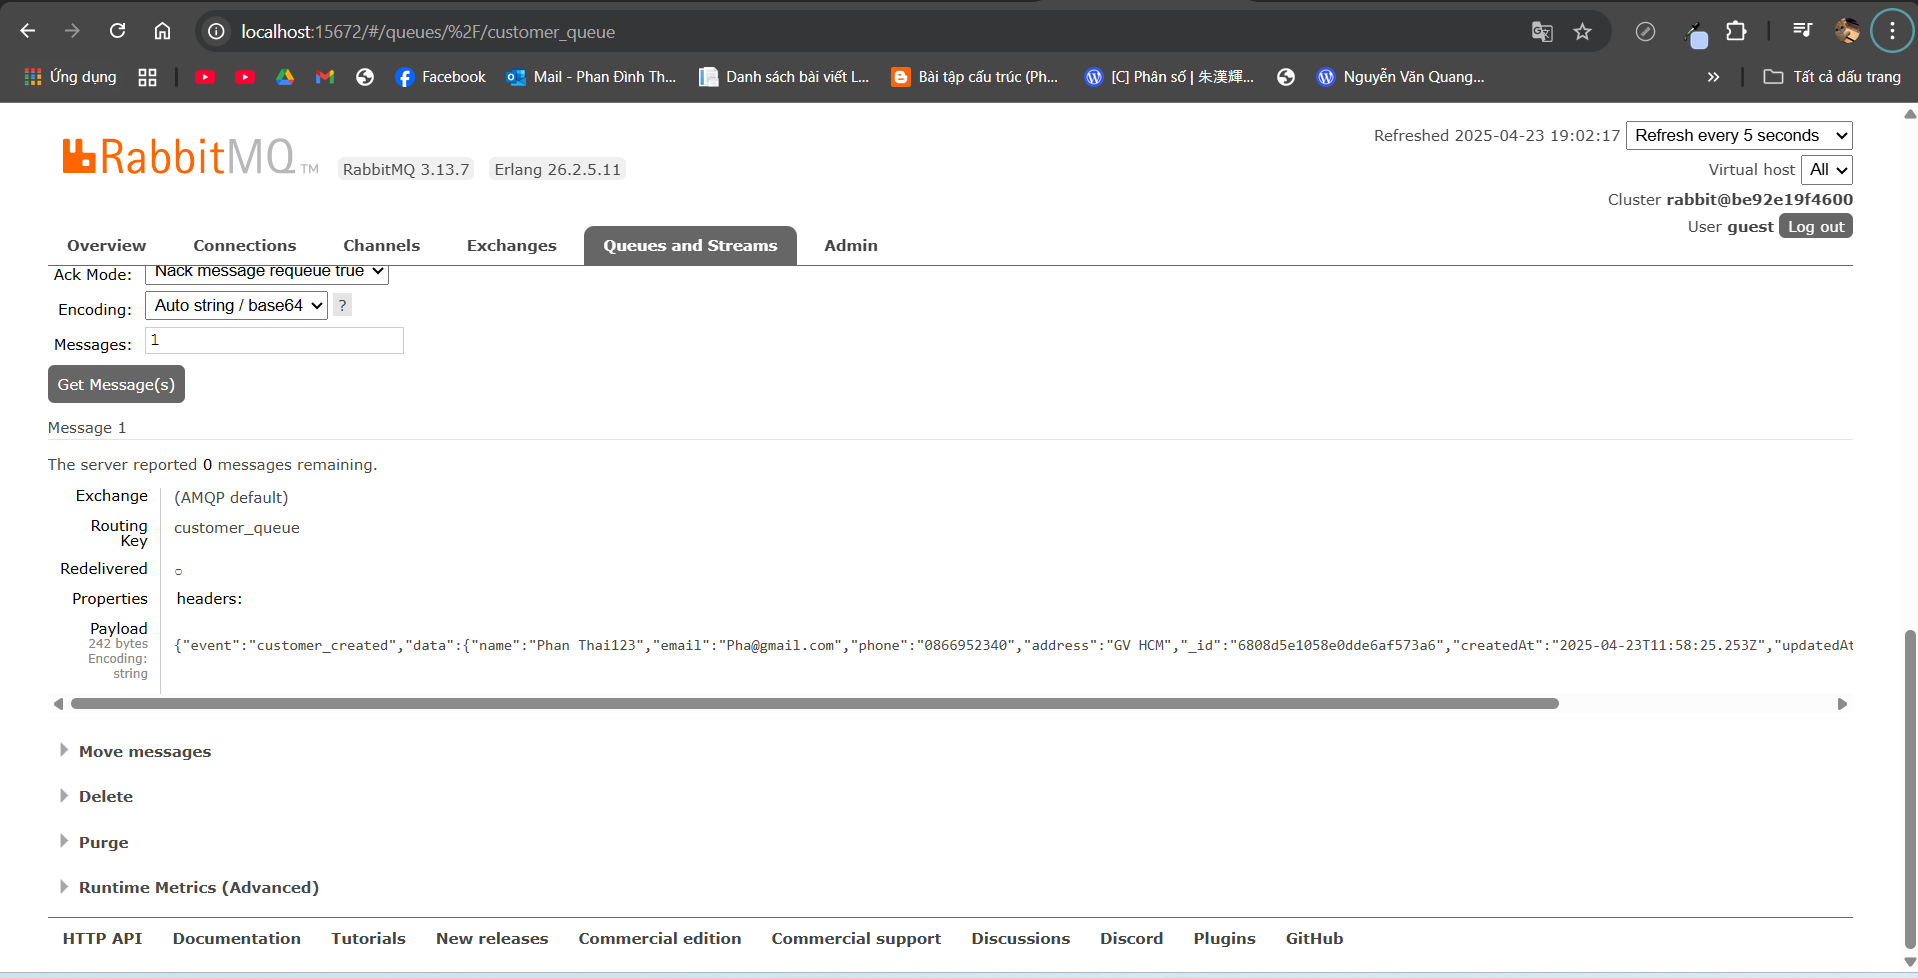 localhost:15672/#/queues/%2F/customer_queue
Ứng dụng Facebook Mail - Phan Đình Th... Danh sách bài viết L... Bài tập cấu trúc (Ph... [C] Phân số | 朱漢輝... Nguyễn Văn Quang... » Tất cả dấu trang
Refreshed 2025-04-23 19:02:17 Refresh every 5 seconds
RabbitMQ TM RabbitMQ 3.13.7 Erlang 26.2.5.11
Virtual host All
Cluster rabbit@be92e19f4600
User guest Log out
Overview Connections Channels Exchanges Queues and Streams Admin
Ack Mode: Nack message requeue true
Encoding: Auto string / base64 ?
Messages: 1
Get Message(s)
Message 1
The server reported 0 messages remaining.
Exchange (AMQP default)
Routing Key customer_queue
Redelivered ○
Properties headers:
Payload
242 bytes
Encoding: string
{"event":"customer_created","data":{"name":"Phan Thai123","email":"Pha@gmail.com","phone":"0866952340","address":"GV HCM","_id":"6808d5e1058e0dde6af573a6","createdAt":"2025-04-23T11:58:25.253Z","updatedAt
Move messages
Delete
Purge
Runtime Metrics (Advanced)
HTTP API Documentation Tutorials New releases Commercial edition Commercial support Discussions Discord Plugins GitHub